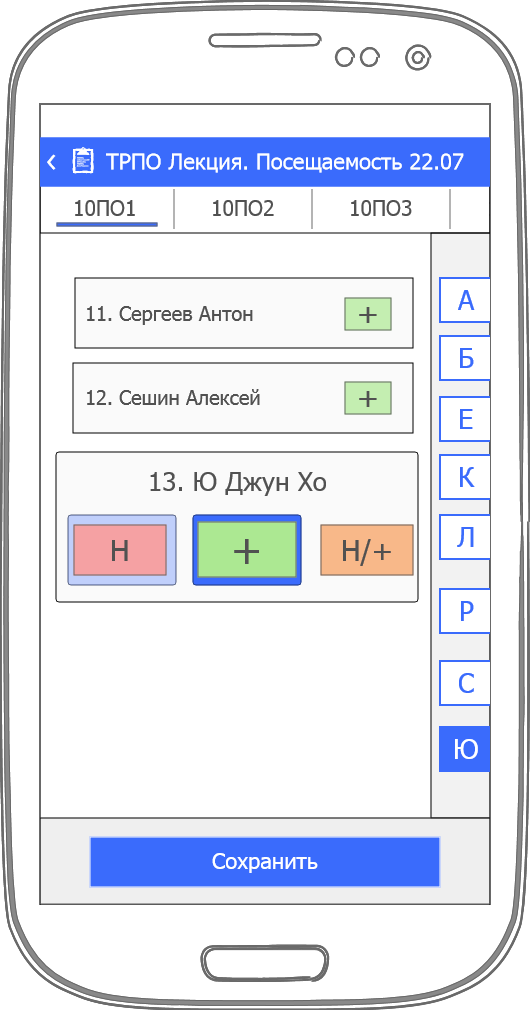 ТРПО Лекция. Посещаемость 22.07
10ПО1 10ПО2 10ПО3
11. Сергеев Антон +
12. Сешин Алексей +
13. Ю Джун Хо
Н + Н/+
А
Б
Е
К
Л
Р
С
Ю
Сохранить